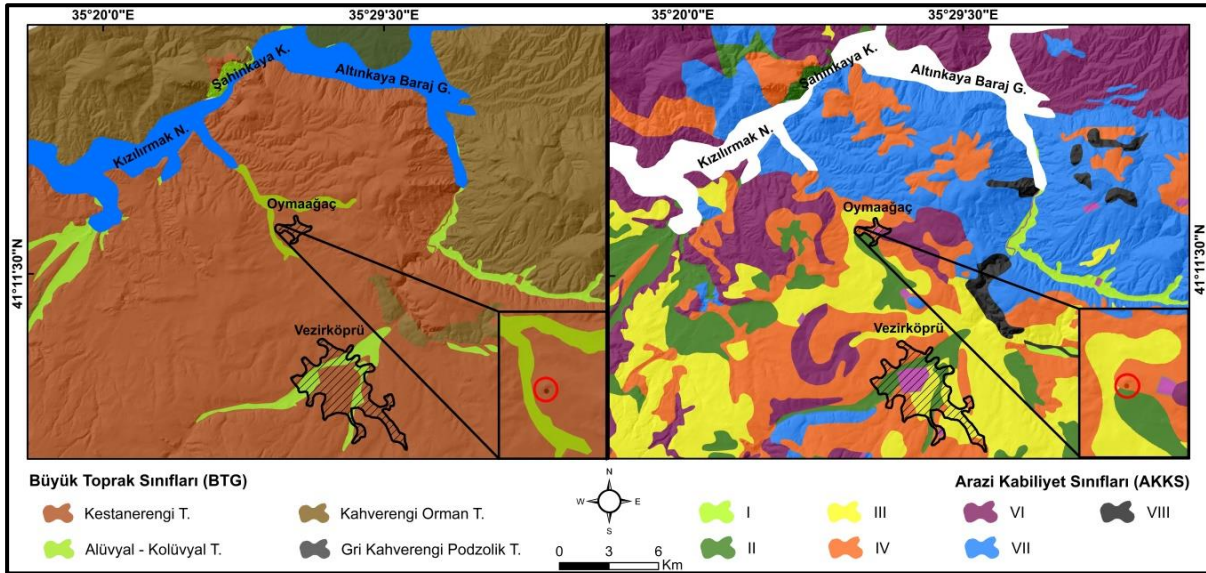 35°20'0"E 35°29'30"E 35°20'0"E 35°29'30"E
41°11'30"N
Şahinkaya K.
Altınkaya Baraj G.
Kızılırmak N.
Oymaağaç
Vezirköprü
Şahinkaya K.
Altınkaya Baraj G.
Kızılırmak N.
Oymaağaç
Vezirköprü
41°11'30"N
Büyük Toprak Sınıfları (BTG)
Kestanerengi T. Kahverengi Orman T.
Alüvyal - Kolüvyal T. Gri Kahverengi Podzolik T.
N
W E
S
0 3 6
Km
Arazi Kabiliyet Sınıfları (AKKS)
I III VI VIII
II IV VII